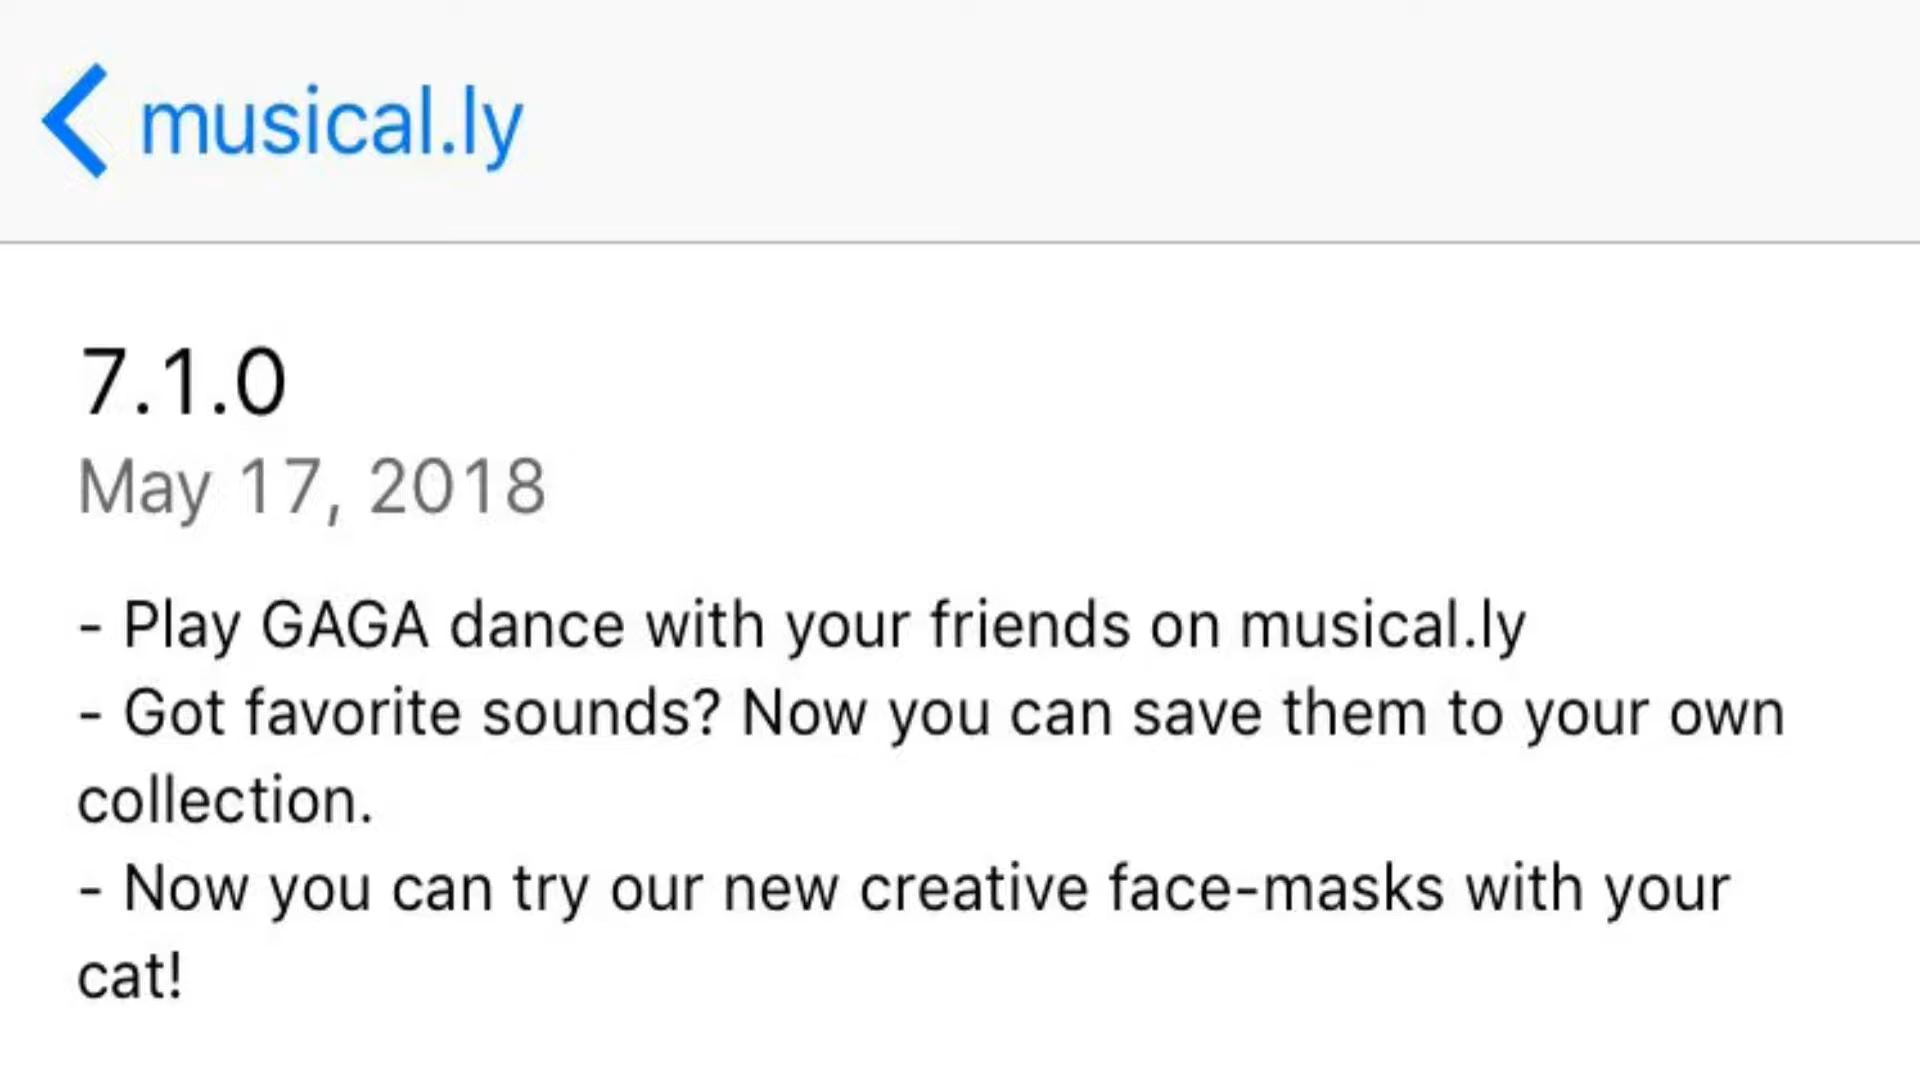 musical.ly
7.1.0
May 17, 2018
- Play GAGA dance with your friends on musical.ly
- Got favorite sounds? Now you can save them to your own
collection.
- Now you can try our new creative face-masks with your
cat!